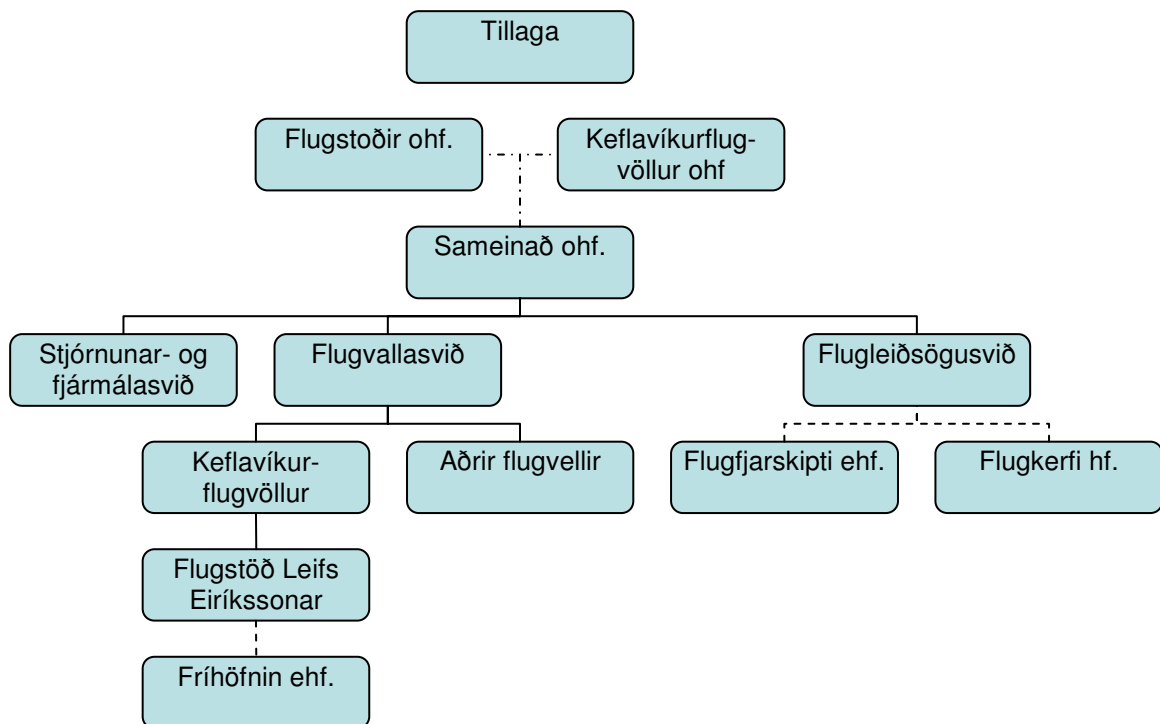 Tillaga
Flugstoðir ohf.
Keflavíkurflug-
völlur ohf
Sameinað ohf.
Stjórnunar- og
fjármálasvið
Flugvallasvið
Flugleiðsögusvið
Keflavíkur-
flugvöllur
Aðrir flugvellir
Flugfjarskipti ehf.
Flugkerfi hf.
Flugstöð Leifs
Eiríkssonar
Fríhöfnin ehf.